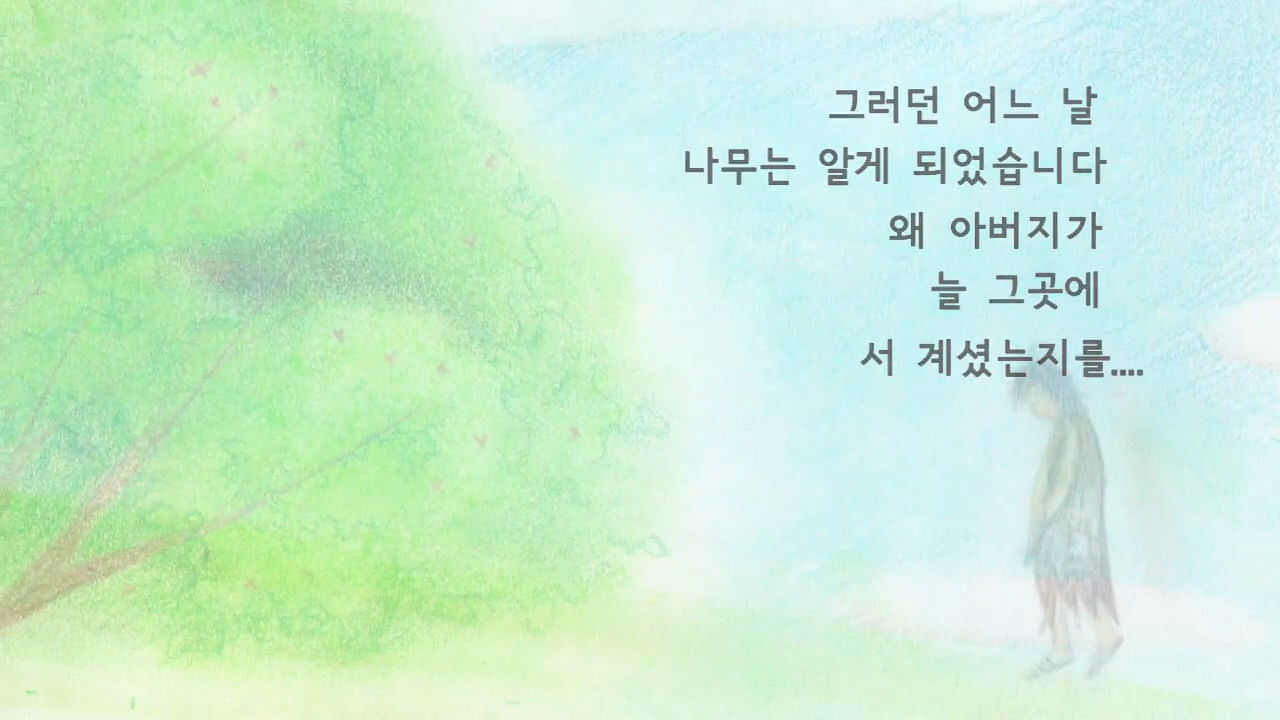 그러던 어느 날
나무는 알게 되었습니다
왜 아버지가
늘 그곳에
서 계셨는지를....